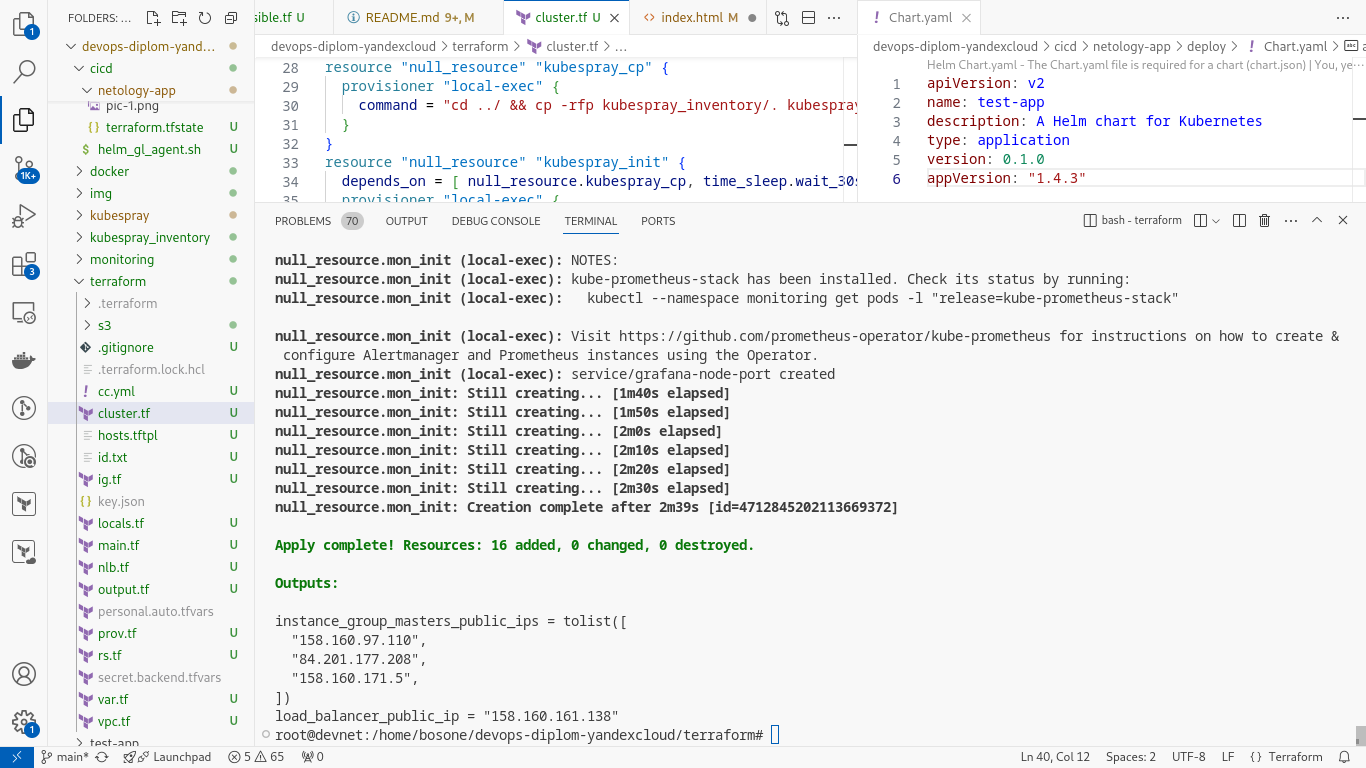 FOLDERS: ...
sible.tf U
README.md 9+, M
cluster.tf U
index.html M
Chart.yaml
devops-diplom-yand...
cicd
netology-app
pic-1.png
terraform.tfstate U
helm_gl_agent.sh U
docker
img
kubespray
kubespray_inventory
monitoring
terraform
.terraform
s3
.gitignore U
.terraform.lock.hcl
cc.yml U
cluster.tf U
hosts.tftpl U
id.txt U
ig.tf U
key.json
locals.tf U
main.tf U
nlb.tf U
output.tf U
personal.auto.tfvars
prov.tf U
rs.tf U
secret.backend.tfvars
var.tf U
vpc.tf U
test-app
1
1K+
3
1
devops-diplom-yandexcloud > terraform > cluster.tf > ...
28 resource "null_resource" "kubespray_cp" {
29 provisioner "local-exec" {
30 command = "cd ../ && cp -rfp kubespray_inventory/. kubespray
31 }
32 }
33 resource "null_resource" "kubespray_init" {
34 depends_on = [ null_resource.kubespray_cp, time_sleep.wait_30s
35 provisioner "local-exec" {
devops-diplom-yandexcloud > cicd > netology-app > deploy > ! Chart.yaml >
Helm Chart.yaml - The Chart.yaml file is required for a chart (chart.json) | You, ye...
1 apiVersion: v2
2 name: test-app
3 description: A Helm chart for Kubernetes
4 type: application
5 version: 0.1.0
6 appVersion: "1.4.3"
PROBLEMS 70 OUTPUT DEBUG CONSOLE TERMINAL PORTS
bash - terraform
null_resource.mon_init (local-exec): NOTES:
null_resource.mon_init (local-exec): kube-prometheus-stack has been installed. Check its status by running:
null_resource.mon_init (local-exec):   kubectl --namespace monitoring get pods -l "release=kube-prometheus-stack"
null_resource.mon_init (local-exec): Visit https://github.com/prometheus-operator/kube-prometheus for instructions on how to create &
configure Alertmanager and Prometheus instances using the Operator.
null_resource.mon_init (local-exec): service/grafana-node-port created
null_resource.mon_init: Still creating... [1m40s elapsed]
null_resource.mon_init: Still creating... [1m50s elapsed]
null_resource.mon_init: Still creating... [2m0s elapsed]
null_resource.mon_init: Still creating... [2m10s elapsed]
null_resource.mon_init: Still creating... [2m20s elapsed]
null_resource.mon_init: Still creating... [2m30s elapsed]
null_resource.mon_init: Creation complete after 2m39s [id=4712845202113669372]
Apply complete! Resources: 16 added, 0 changed, 0 destroyed.
Outputs:
instance_group_masters_public_ips = tolist([
"158.160.97.110",
"84.201.177.208",
"158.160.171.5",
])
load_balancer_public_ip = "158.160.161.138"
root@devnet:/home/bosone/devops-diplom-yandexcloud/terraform#
main* Launchpad 5 65 0 Ln 40, Col 12 Spaces: 2 UTF-8 LF { } Terraform